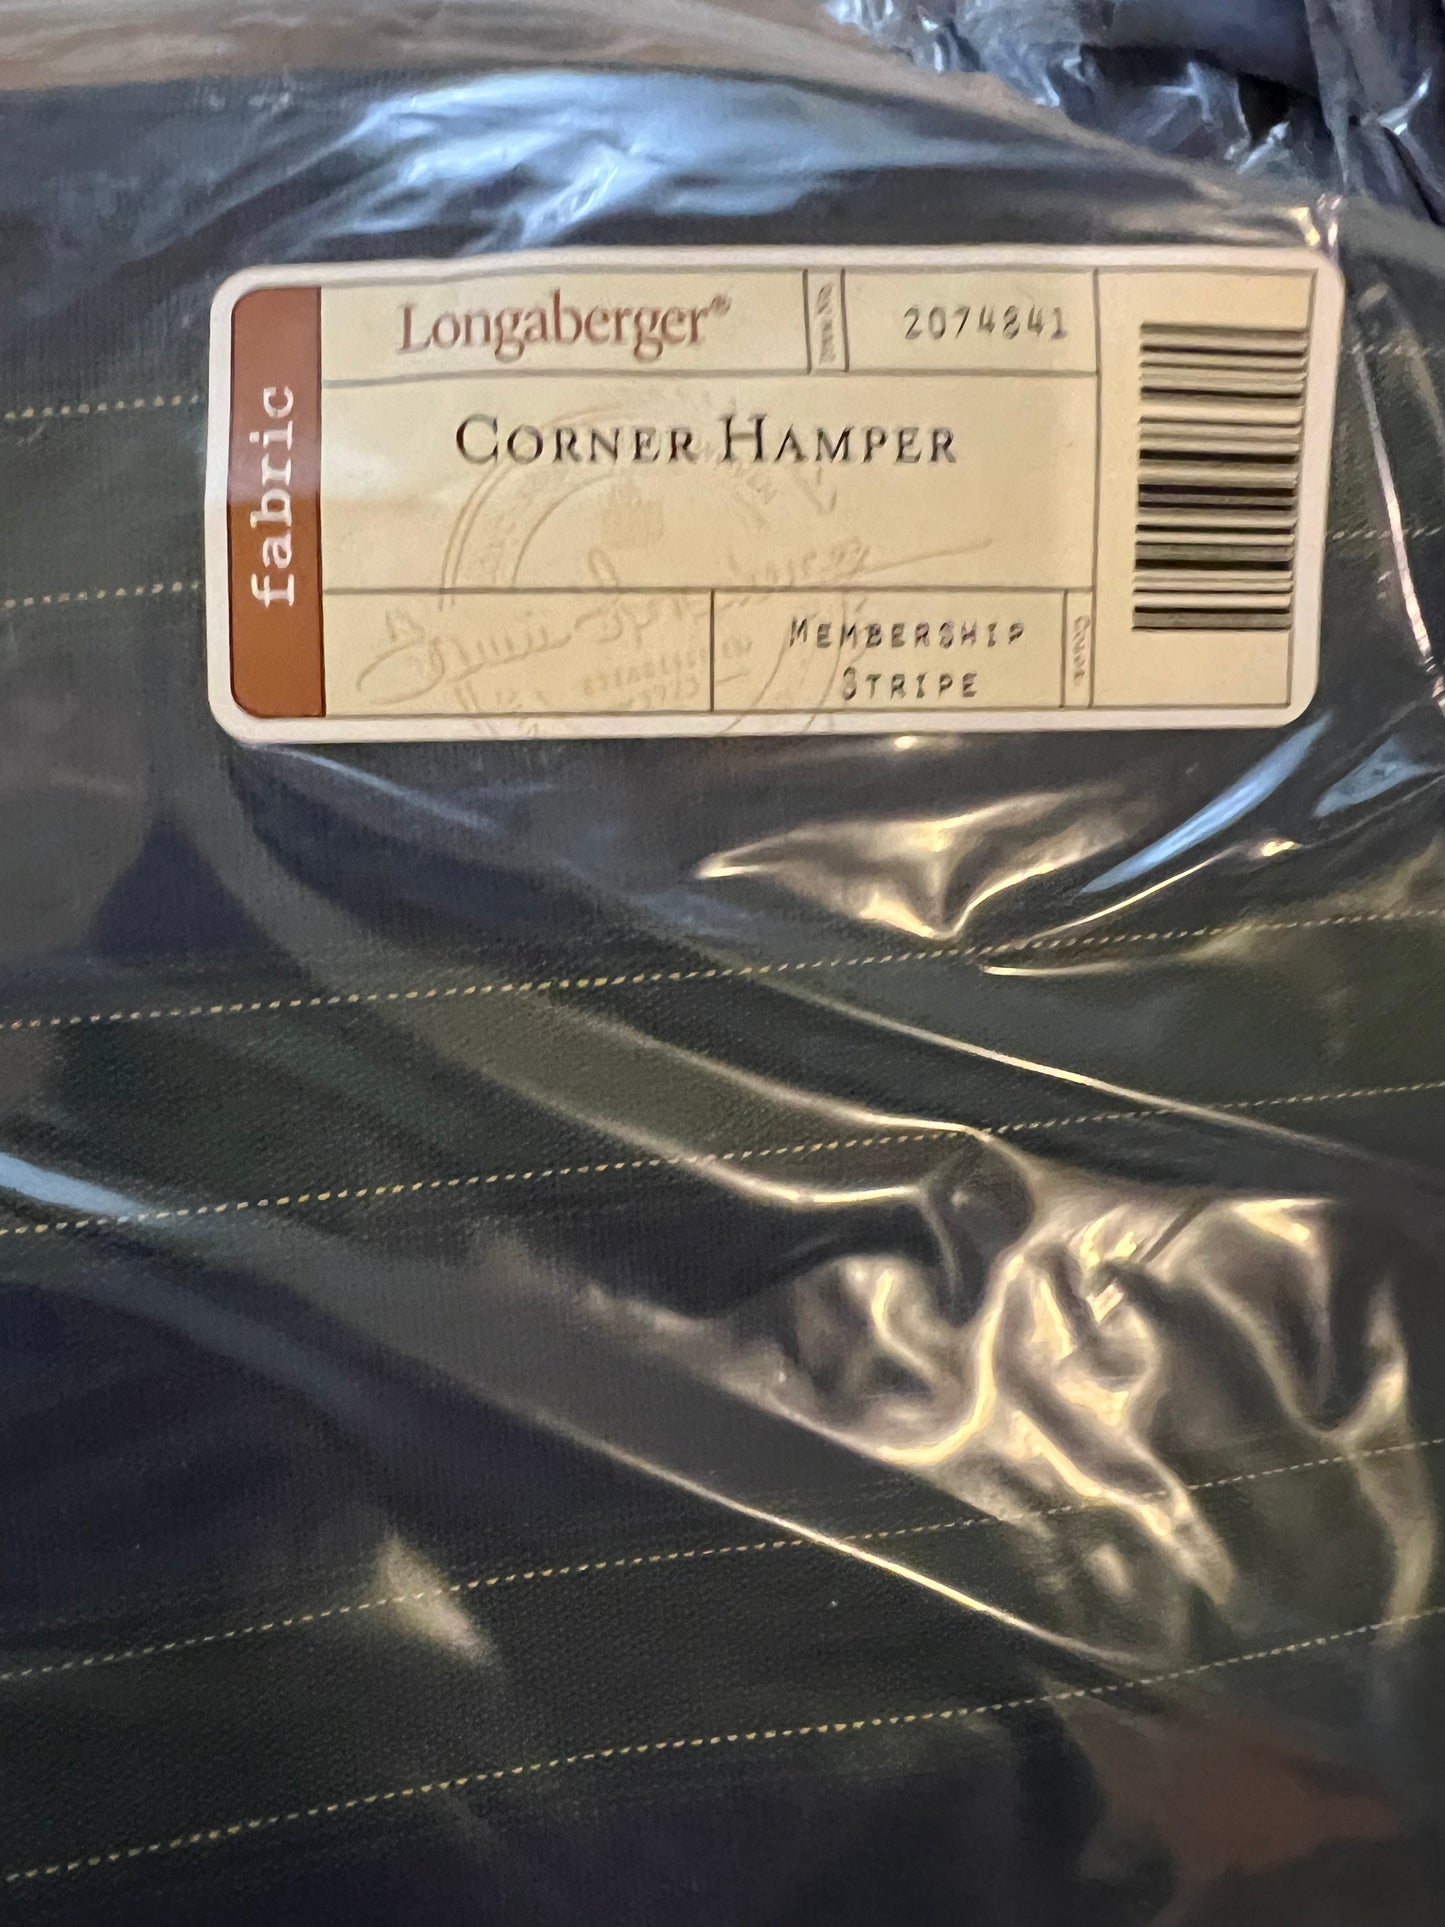 fabric
Longaberger®
2074841
CORNER HAMPER
MEMBERSHIP
STRIPE